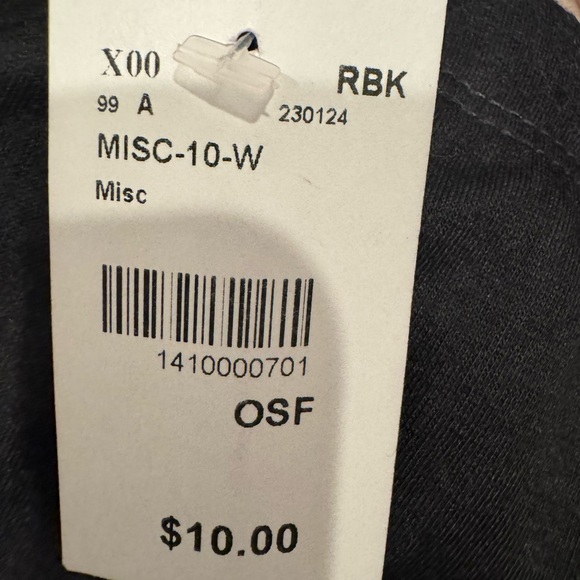 X00 RBK
99 A 230124
MISC-10-W
Misc
1410000701
OSF
$10.00